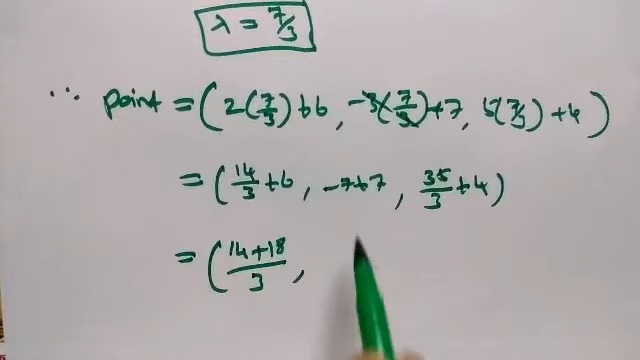 λ = 7/3
∴ point = (2(7/3)+6, -3(7/3)+7, 5(7/3)+4)
= (14/3+6, -7+7, 35/3+4)
= (14+18/3,